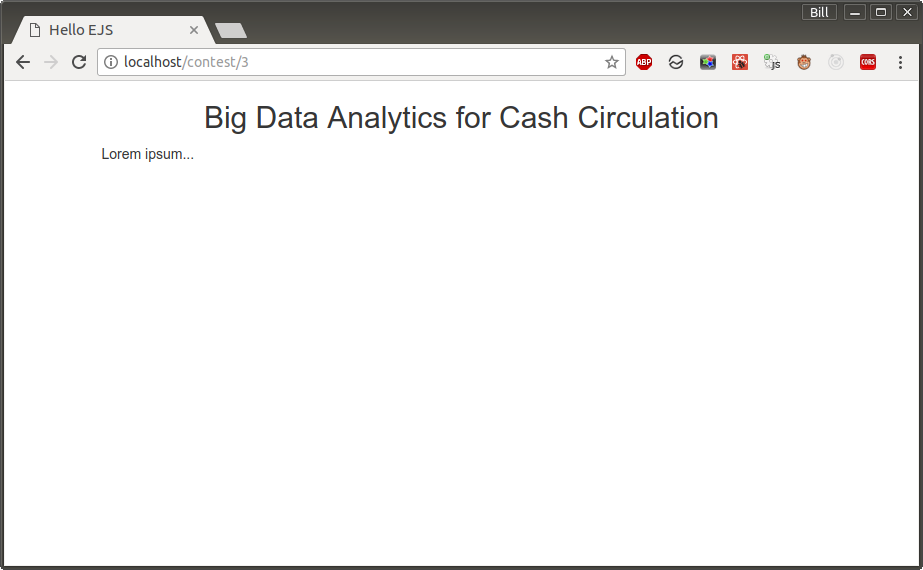 Bill
Hello EJS
localhost/contest/3
ABP
JS
CORS
Big Data Analytics for Cash Circulation
Lorem ipsum...